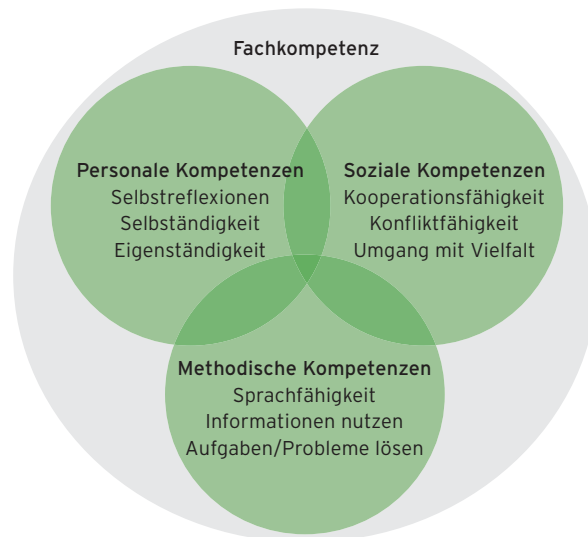 Fachkompetenz
Personale Kompetenzen
Selbstreflexionen
Selbständigkeit
Eigenständigkeit
Soziale Kompetenzen
Kooperationsfähigkeit
Konfliktfähigkeit
Umgang mit Vielfalt
Methodische Kompetenzen
Sprachfähigkeit
Informationen nutzen
Aufgaben/Probleme lösen